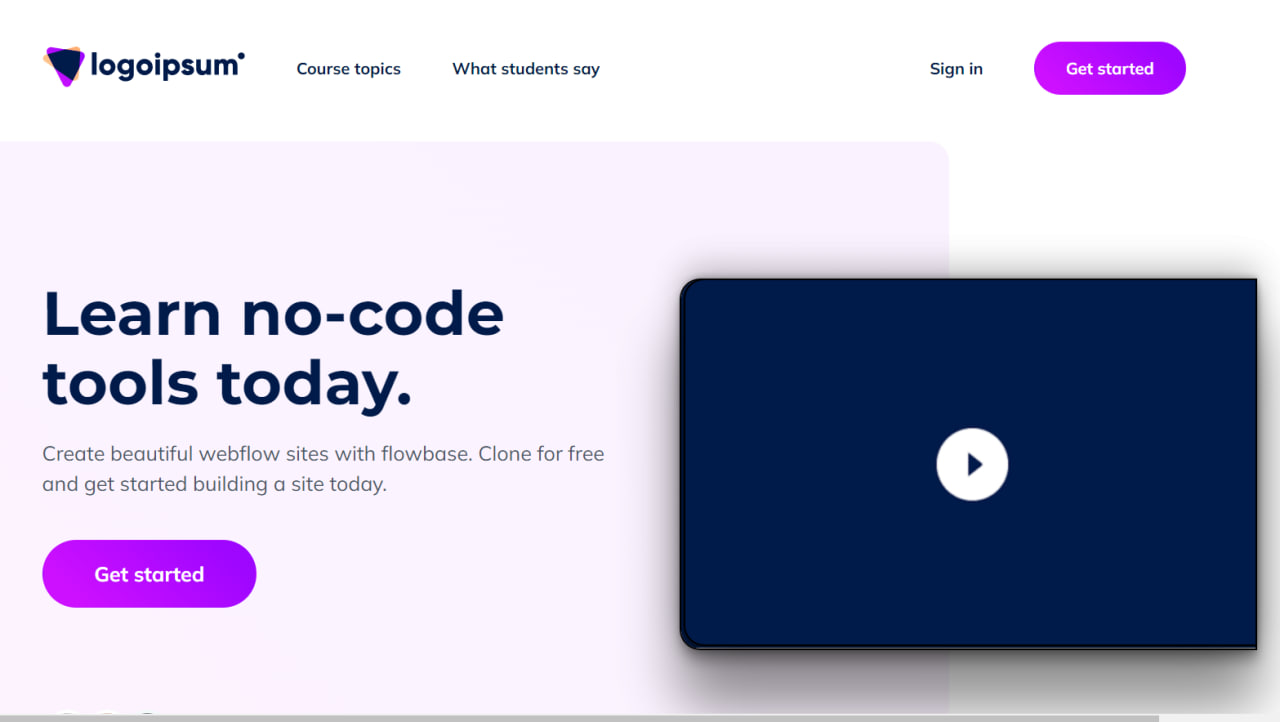 logoipsum
Course topics
What students say
Sign in
Get started
Learn no-code
tools today.
Create beautiful webflow sites with flowbase. Clone for free
and get started building a site today.
Get started